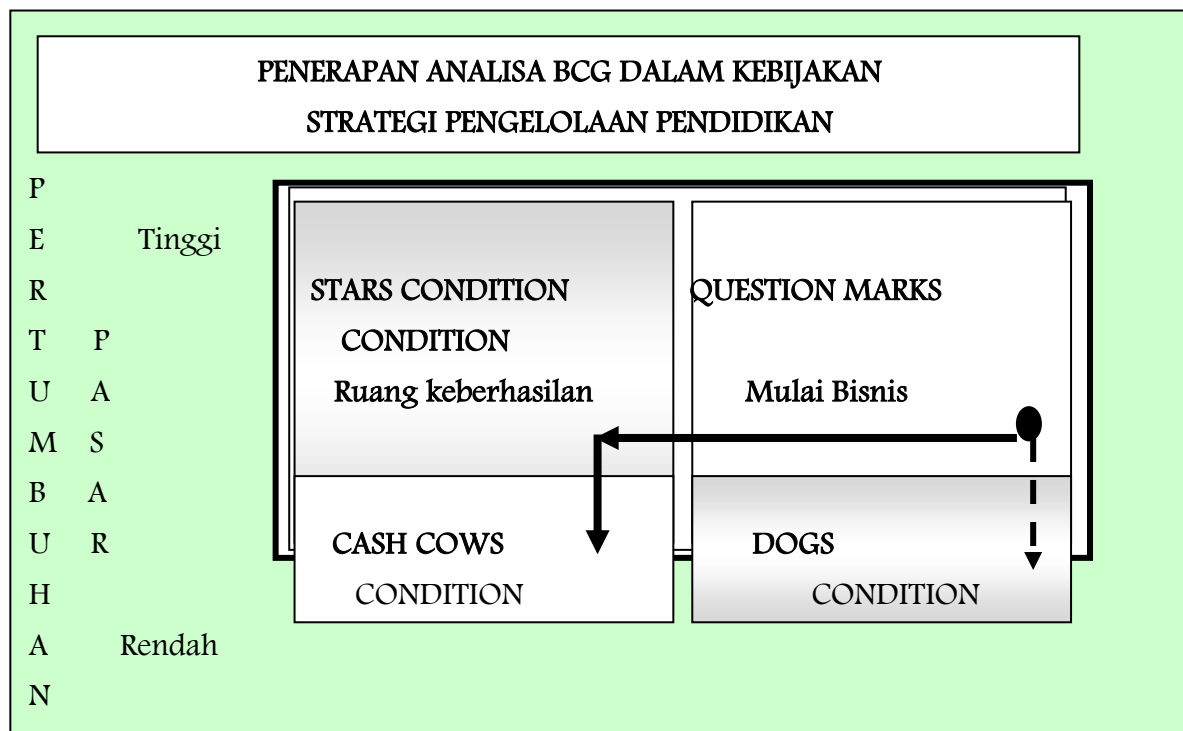 PENERAPAN ANALISA BCG DALAM KEBIJAKAN
STRATEGI PENGELOLAAN PENDIDIKAN
P
E Tinggi
R STARS CONDITION QUESTION MARKS
T P CONDITION
U A Ruang keberhasilan Mulai Bisnis
M S
B A
U R CASH COWS DOGS
H CONDITION CONDITION
A Rendah
N